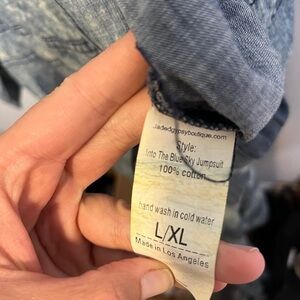 Jadedgypsyboutique.com
Style:
Into The Blue Sky Jumpsuit
100% cotton
hand wash in cold water
L/XL
Made in Los Angeles